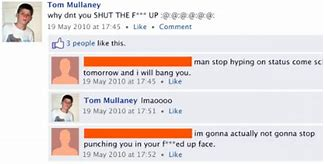 Tom Mullaney
why dnt you SHUT THE F*** UP :@:@:@:@:@:
19 May 2010 at 17:45 • Like • Comment
3 people like this.
man stop hyping on status come sc
tomorrow and i will bang you.
19 May 2010 at 17:45 • Like
Tom Mullaney lmaoooo
19 May 2010 at 17:51 • Like
im gonna actually not gonna stop
punching you in your f***ed up face.
19 May 2010 at 17:52 • Like